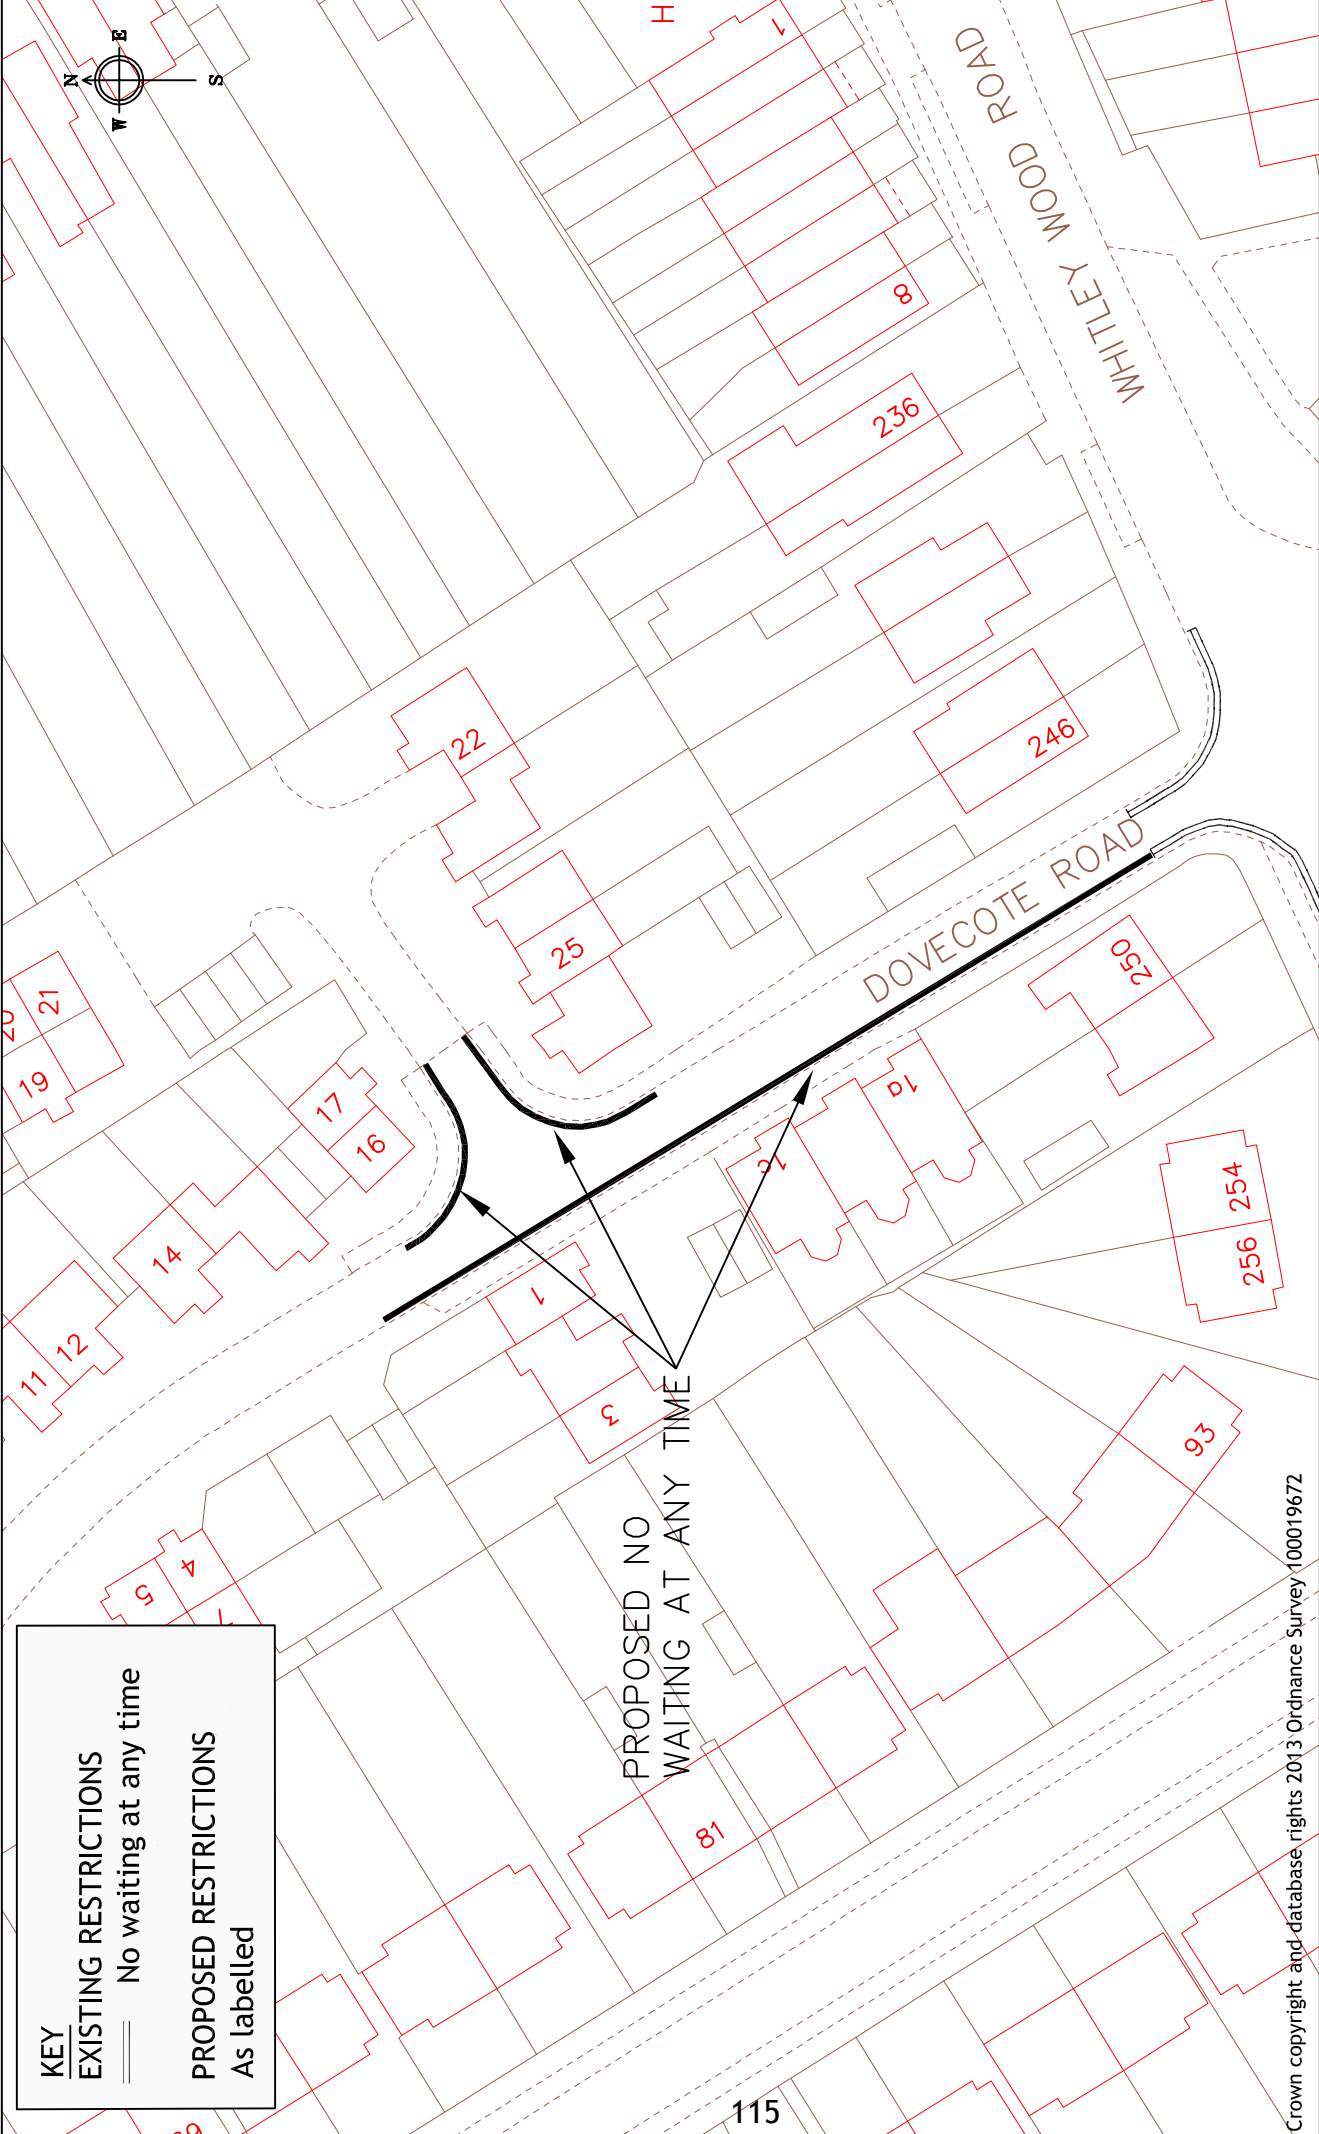 KEY
EXISTING RESTRICTIONS
No waiting at any time
PROPOSED RESTRICTIONS
As labelled
N
E
S
W
PROPOSED NO
WAITING AT ANY TIME
DOVECOTE ROAD
WHITLEY WOOD ROAD
H
1
8
236
246
250
254
256
22
25
21
19
17
16
14
12
11
1
3
4
5
1a
1c
93
81
115
Crown copyright and database rights 2013 Ordnance Survey 100019672